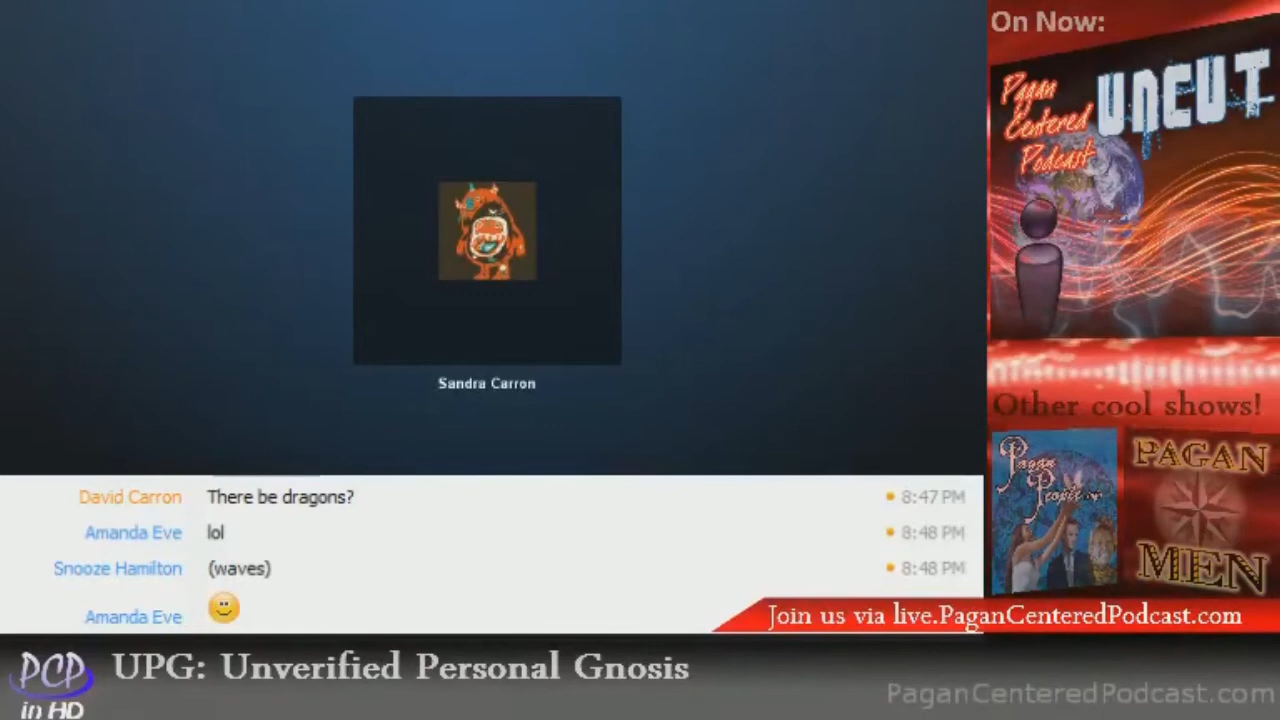 On Now:
Pagan
Centered
Podcast
UNCUT
Sandra Carron
Other cool shows!
Pagan
People
PAGAN
MEN
David Carron There be dragons? 8:47 PM
Amanda Eve lol 8:48 PM
Snooze Hamilton (waves) 8:48 PM
Amanda Eve
Join us via live.PaganCenteredPodcast.com
PCP
in HD
UPG: Unverified Personal Gnosis
PaganCenteredPodcast.com